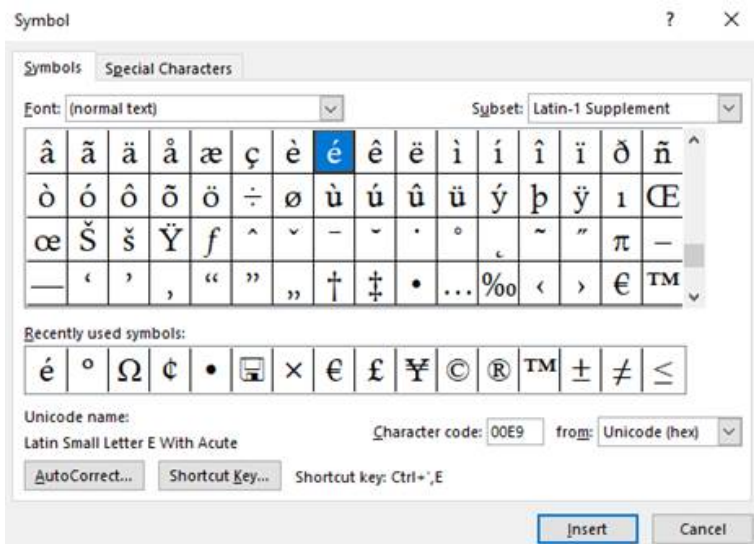 Symbol ? ×
Symbols Special Characters
Font: (normal text) Subset: Latin-1 Supplement
â ã ä å æ ç è é ê ë ì í î ï ð ñ
ò ó ô õ ö ÷ ø ù ú û ü ý þ ÿ ı Œ
œ Š š Ÿ ƒ ˆ ˇ ˉ ˘ ˙ ˚ ˛ ˜ ˝ π –
— ‘ ’ ‚ “ ” „ † ‡ • … ‰ ‹ › € ™
Recently used symbols:
é º Ω ¢ • 🖫 × € £ ¥ © ® ™ ± ≠ ≤
Unicode name:
Latin Small Letter E With Acute
Character code: 00E9 from: Unicode (hex)
AutoCorrect... Shortcut Key... Shortcut key: Ctrl+',E
Insert Cancel